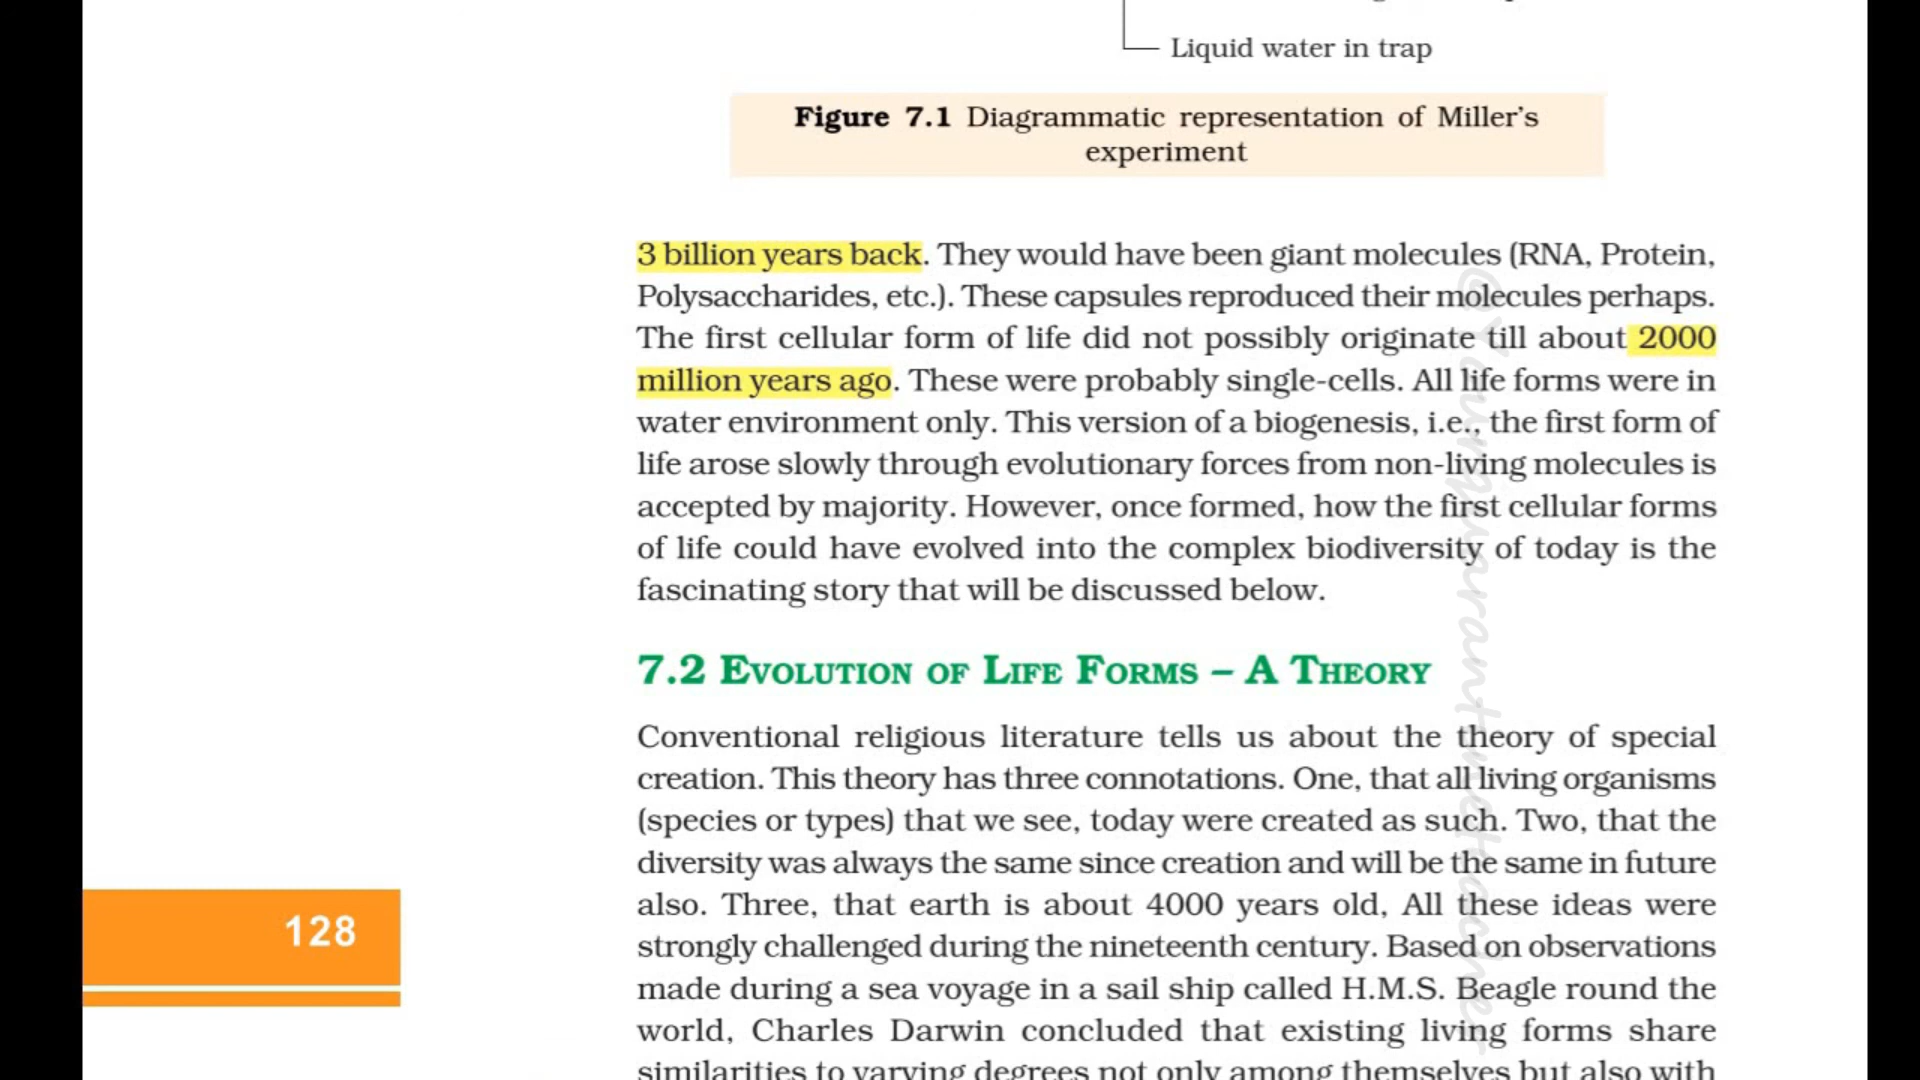 Liquid water in trap
Figure 7.1 Diagrammatic representation of Miller's
experiment
3 billion years back. They would have been giant molecules (RNA, Protein,
Polysaccharides, etc.). These capsules reproduced their molecules perhaps.
The first cellular form of life did not possibly originate till about 2000
million years ago. These were probably single-cells. All life forms were in
water environment only. This version of a biogenesis, i.e., the first form of
life arose slowly through evolutionary forces from non-living molecules is
accepted by majority. However, once formed, how the first cellular forms
of life could have evolved into the complex biodiversity of today is the
fascinating story that will be discussed below.
7.2 EVOLUTION OF LIFE FORMS – A THEORY
Conventional religious literature tells us about the theory of special
creation. This theory has three connotations. One, that all living organisms
(species or types) that we see, today were created as such. Two, that the
diversity was always the same since creation and will be the same in future
also. Three, that earth is about 4000 years old, All these ideas were
strongly challenged during the nineteenth century. Based on observations
made during a sea voyage in a sail ship called H.M.S. Beagle round the
world, Charles Darwin concluded that existing living forms share
similarities to varying degrees not only among themselves but also with
128